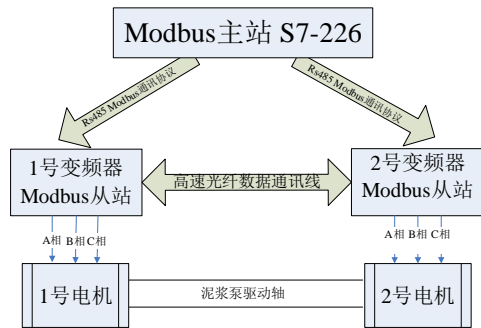 Modbus主站 S7-226
Rs485 Modbus通讯协议
Rs485 Modbus通讯协议
1号变频器
Modbus从站
高速光纤数据通讯线
2号变频器
Modbus从站
A相 B相 C相
A相 B相 C相
1号电机
泥浆泵驱动轴
2号电机